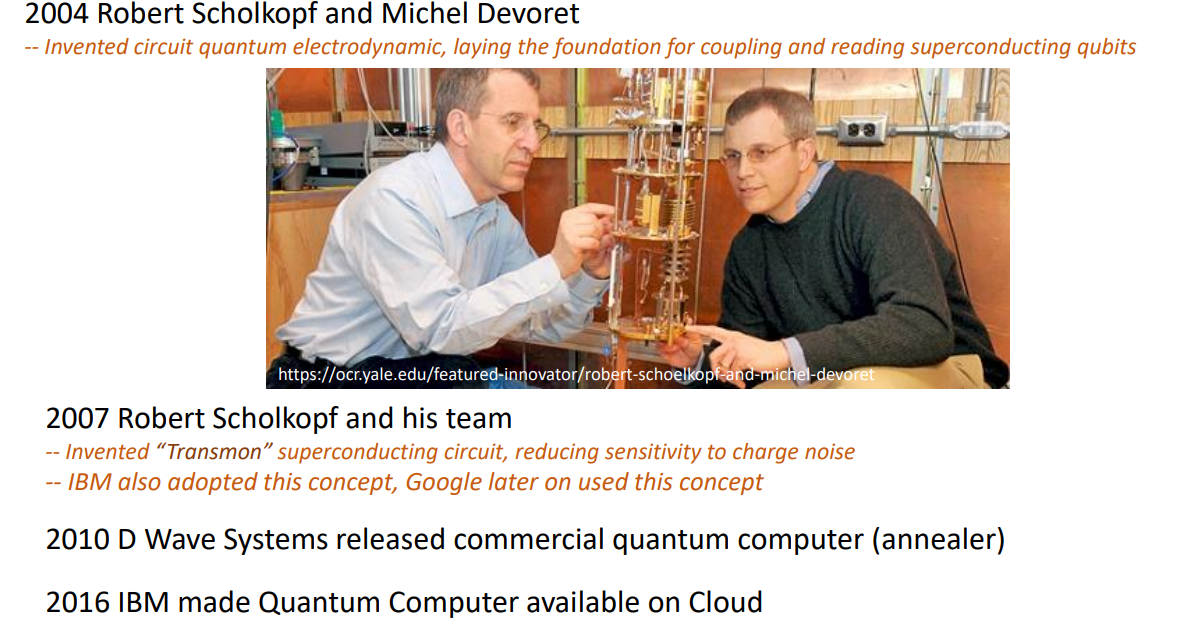 2004 Robert Scholkopf and Michel Devoret
-- Invented circuit quantum electrodynamic, laying the foundation for coupling and reading superconducting qubits
https://ocr.yale.edu/featured-innovator/robert-schoelkopf-and-michel-devoret
2007 Robert Scholkopf and his team
-- Invented “Transmon” superconducting circuit, reducing sensitivity to charge noise
-- IBM also adopted this concept, Google later on used this concept
2010 D Wave Systems released commercial quantum computer (annealer)
2016 IBM made Quantum Computer available on Cloud